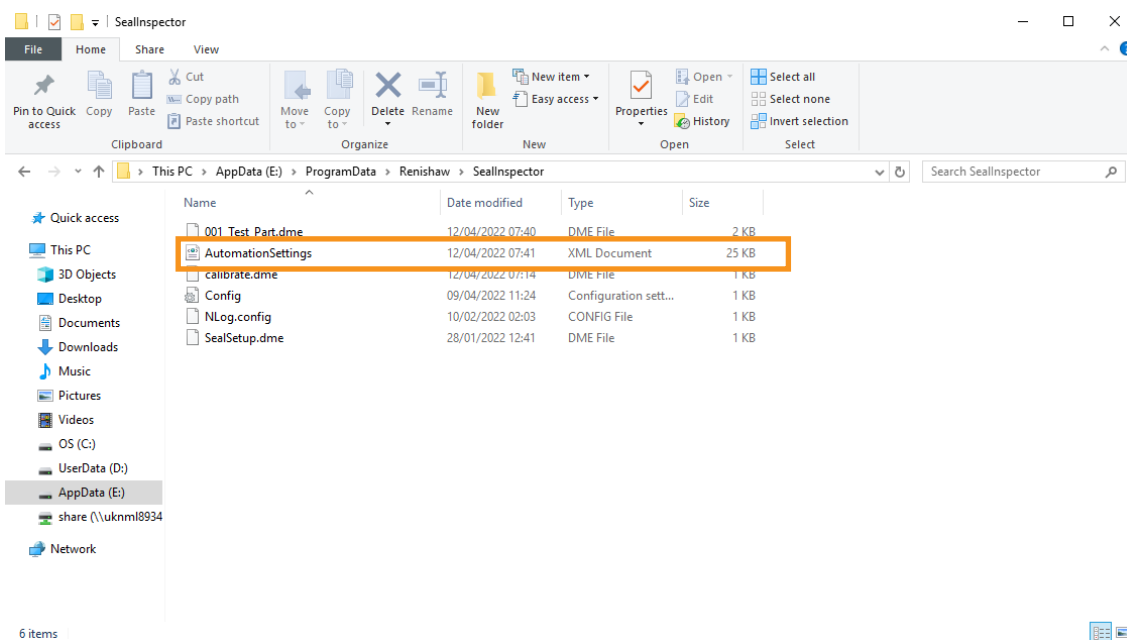 SealInspector
File Home Share View
Pin to Quick access
Copy
Paste
Cut
Copy path
Paste shortcut
Move to
Copy to
Delete
Rename
New folder
New item
Easy access
Properties
Open
Edit
History
Select all
Select none
Invert selection
Clipboard Organize New Open Select
This PC > AppData (E:) > ProgramData > Renishaw > SealInspector
Search SealInspector
Quick access
This PC
3D Objects
Desktop
Documents
Downloads
Music
Pictures
Videos
OS (C:)
UserData (D:)
AppData (E:)
share (\\uknml8934
Network
Name Date modified Type Size
001_Test_Part.dme 12/04/2022 07:40 DME File 2 KB
AutomationSettings 12/04/2022 07:41 XML Document 25 KB
calibrate.dme 12/04/2022 07:14 DME File 1 KB
Config 09/04/2022 11:24 Configuration sett... 1 KB
NLog.config 10/02/2022 02:03 CONFIG File 1 KB
SealSetup.dme 28/01/2022 12:41 DME File 1 KB
6 items